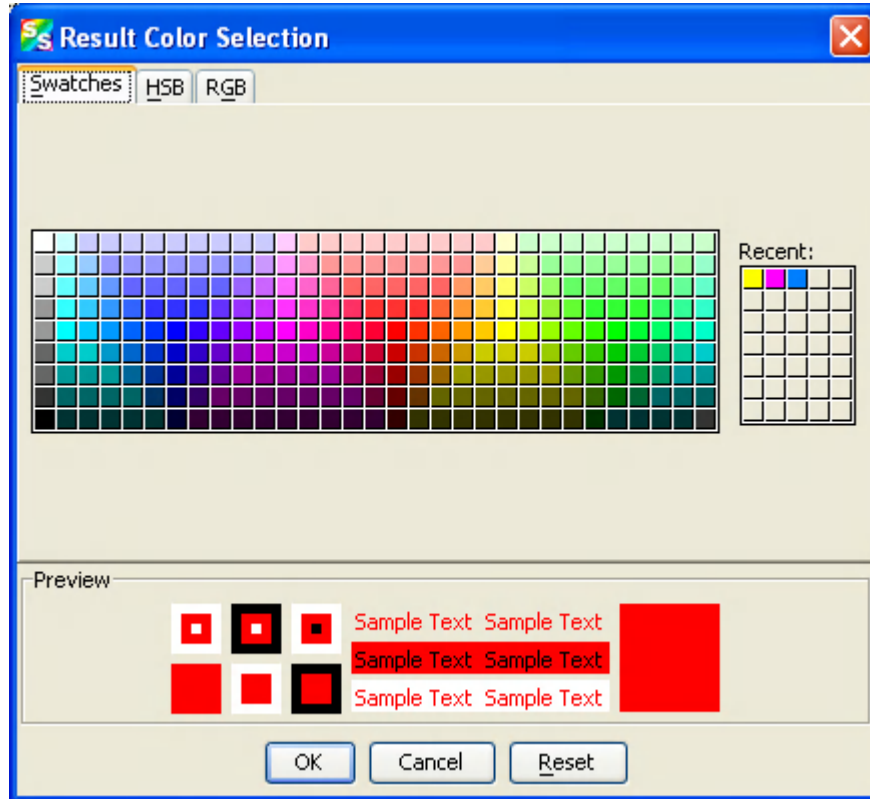 SS Result Color Selection
Swatches HSB RGB
Recent:
Preview
Sample Text Sample Text
Sample Text Sample Text
Sample Text Sample Text
OK Cancel Reset